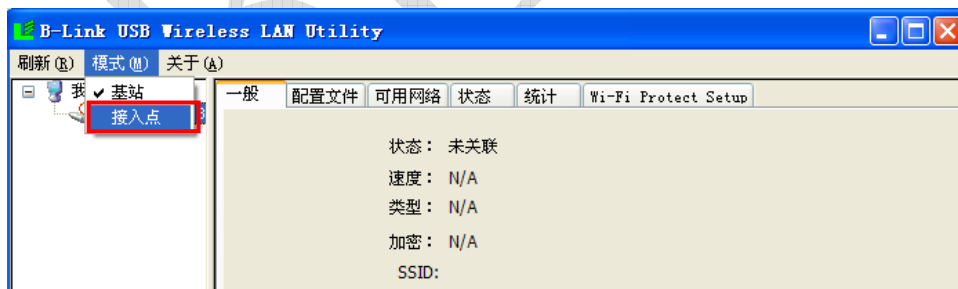 B-Link USB Wireless LAN Utility
刷新(R) 模式(M) 关于(A)
我 ✔ 基站
接入点
一般 配置文件 可用网络 状态 统计 Wi-Fi Protect Setup
状态： 未关联
速度： N/A
类型： N/A
加密： N/A
SSID: